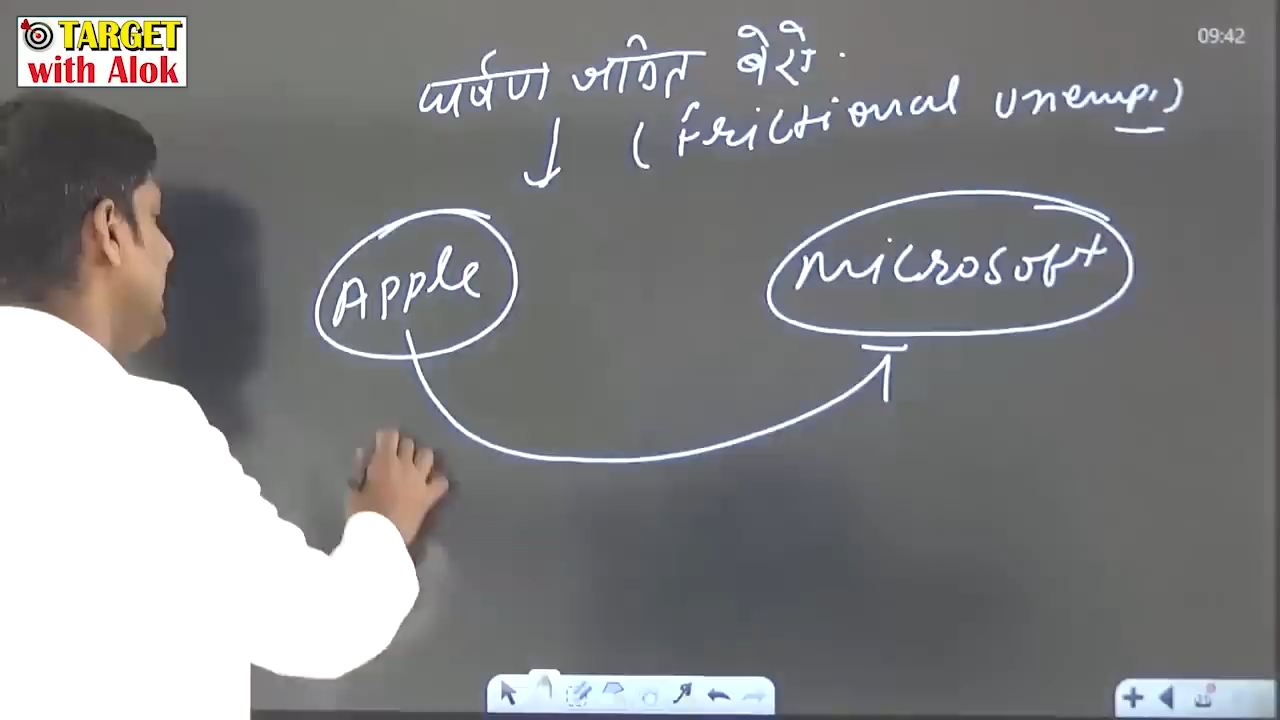 TARGET
with Alok
09:42
घर्षण जनित बेरो.
(Frictional unemp.)
Apple
Microsoft